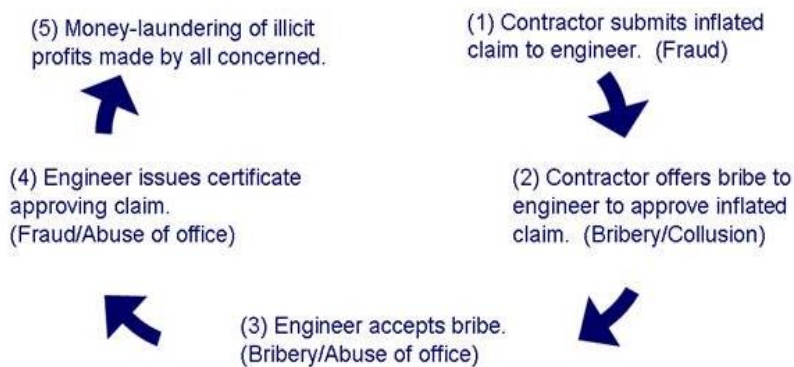 (1) Contractor submits inflated
claim to engineer.  (Fraud)
(2) Contractor offers bribe to
engineer to approve inflated
claim.  (Bribery/Collusion)
(3) Engineer accepts bribe.
(Bribery/Abuse of office)
(4) Engineer issues certificate
approving claim.
(Fraud/Abuse of office)
(5) Money-laundering of illicit
profits made by all concerned.